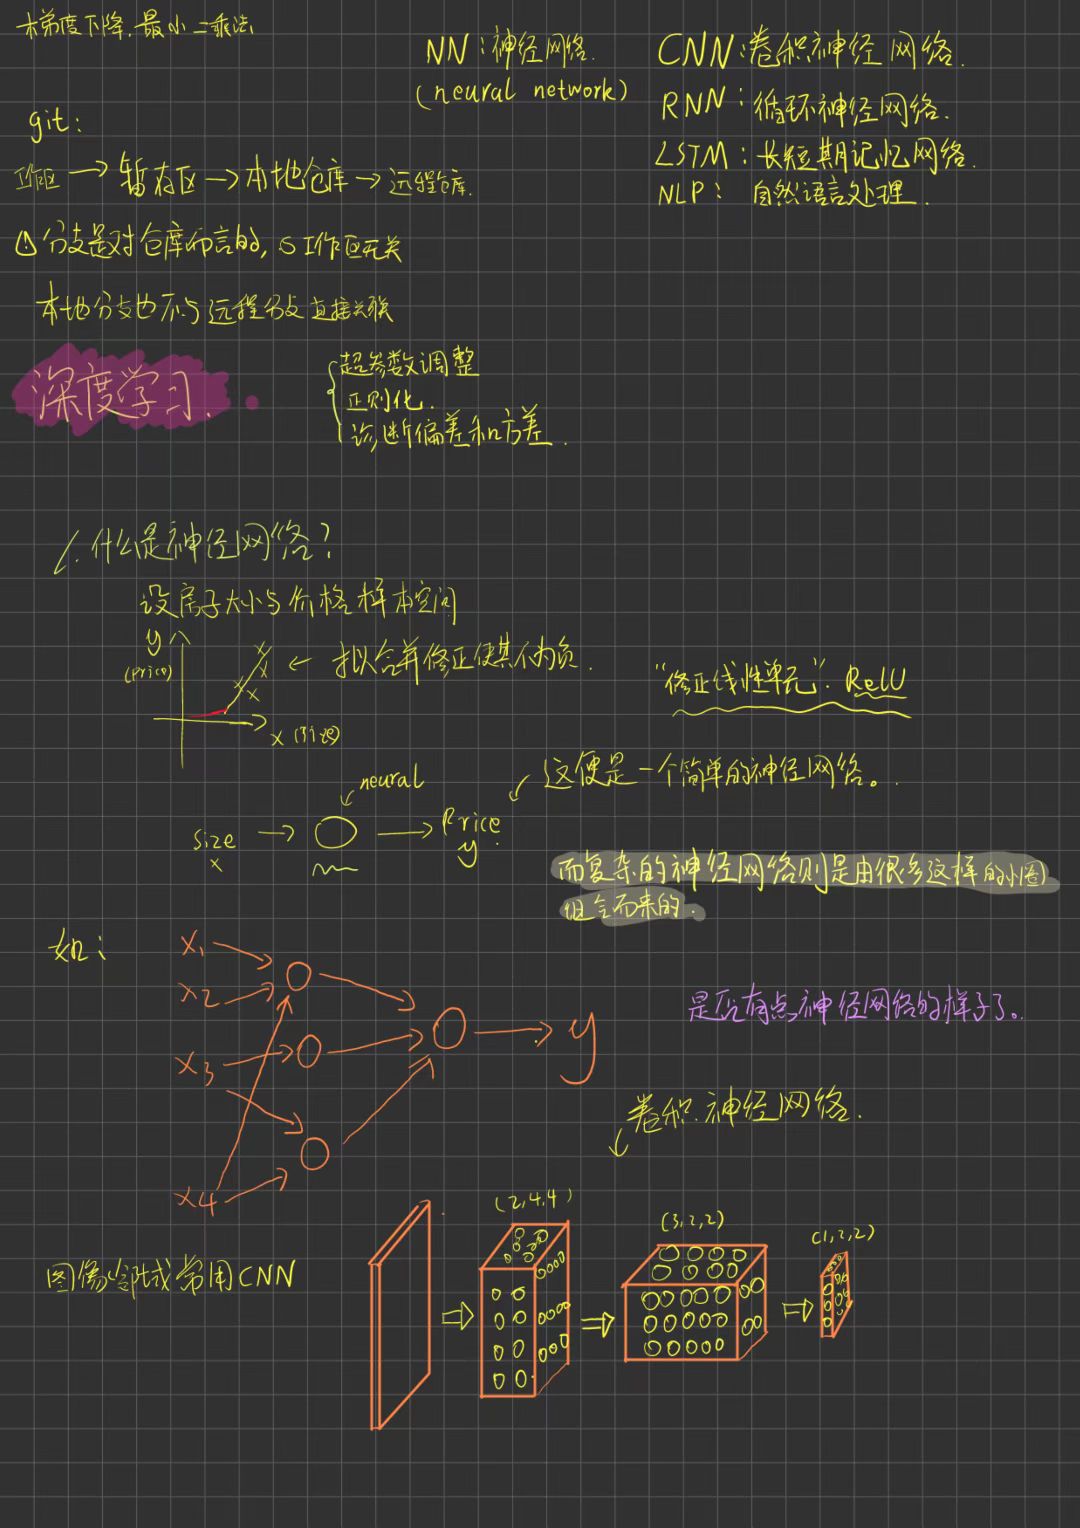 梯度下降.最小二乘法
NN:神经网络.
(neural network)
CNN:卷积神经网络.
RNN:循环神经网络.
LSTM:长短期记忆网络.
NLP: 自然语言处理.
git:
工作区→暂存区→本地仓库→远程仓库.
① 分支是对仓库而言的,与工作区无关
本地分支也不与远程分支直接关联
深度学习.
超参数调整
正则化.
诊断偏差和方差.
1.什么是神经网络?
设房子大小与价格样本空间
y
(price)
← 拟合并修正使其不为负.
x (size)
"修正线性单元". RelU
这便是一个简单的神经网络。
neural
size → → Price
x y
而复杂的神经网络则是由很多这样的小圈
组合而来的.
如:
x1
x2
x3
x4
y
是否有点神经网络的样子了。
卷积神经网络.
(2,4,4)
(3,2,2)
(1,2,2)
图像领域常用CNN